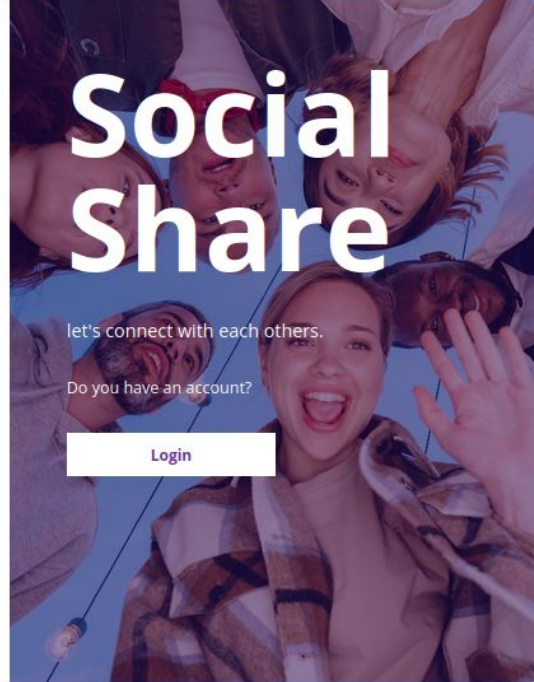 Social
Share
let's connect with each others.
Do you have an account?
Login